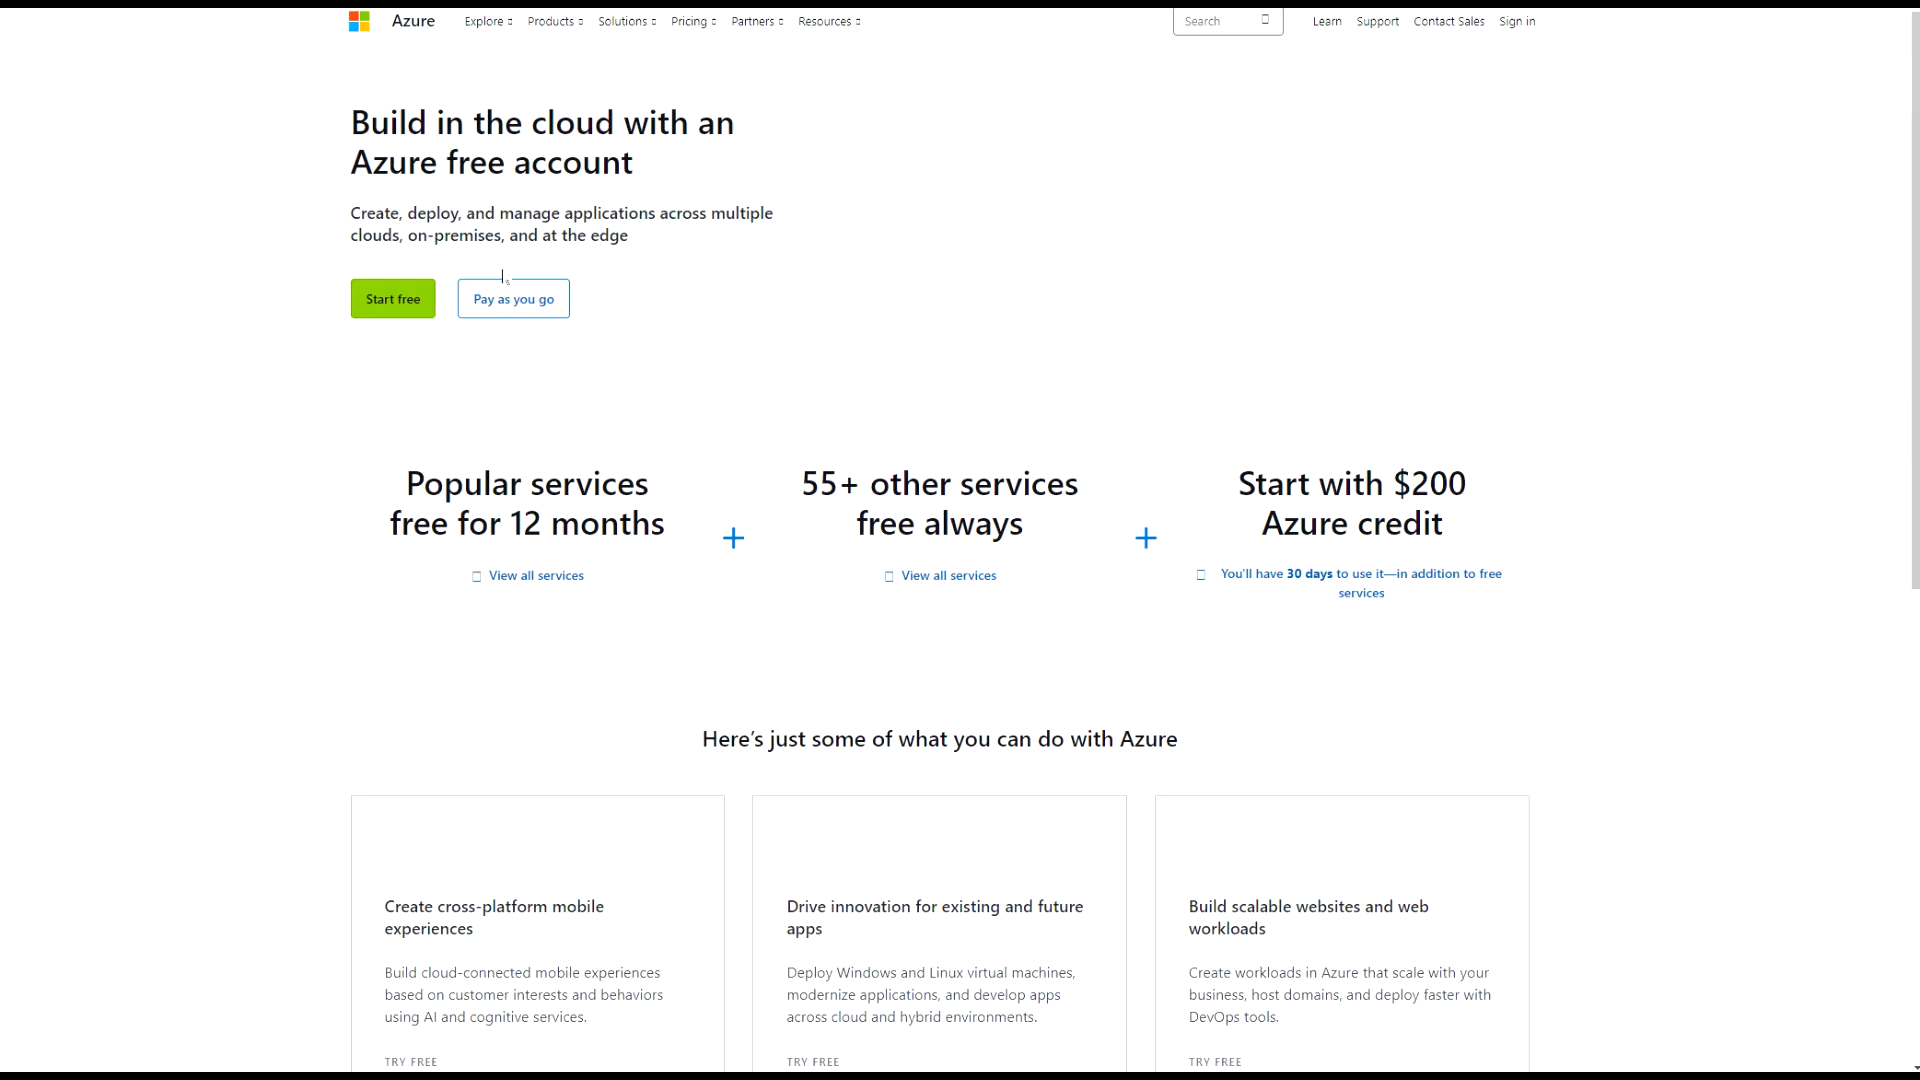 Azure Explore Products Solutions Pricing Partners Resources Search Learn Support Contact Sales Sign in
Build in the cloud with an
Azure free account
Create, deploy, and manage applications across multiple
clouds, on-premises, and at the edge
Start free Pay as you go
Popular services
free for 12 months
View all services
+
55+ other services
free always
View all services
+
Start with $200
Azure credit
You'll have 30 days to use it—in addition to free
services
Here's just some of what you can do with Azure
Create cross-platform mobile
experiences
Build cloud-connected mobile experiences
based on customer interests and behaviors
using AI and cognitive services.
TRY FREE
Drive innovation for existing and future
apps
Deploy Windows and Linux virtual machines,
modernize applications, and develop apps
across cloud and hybrid environments.
TRY FREE
Build scalable websites and web
workloads
Create workloads in Azure that scale with your
business, host domains, and deploy faster with
DevOps tools.
TRY FREE